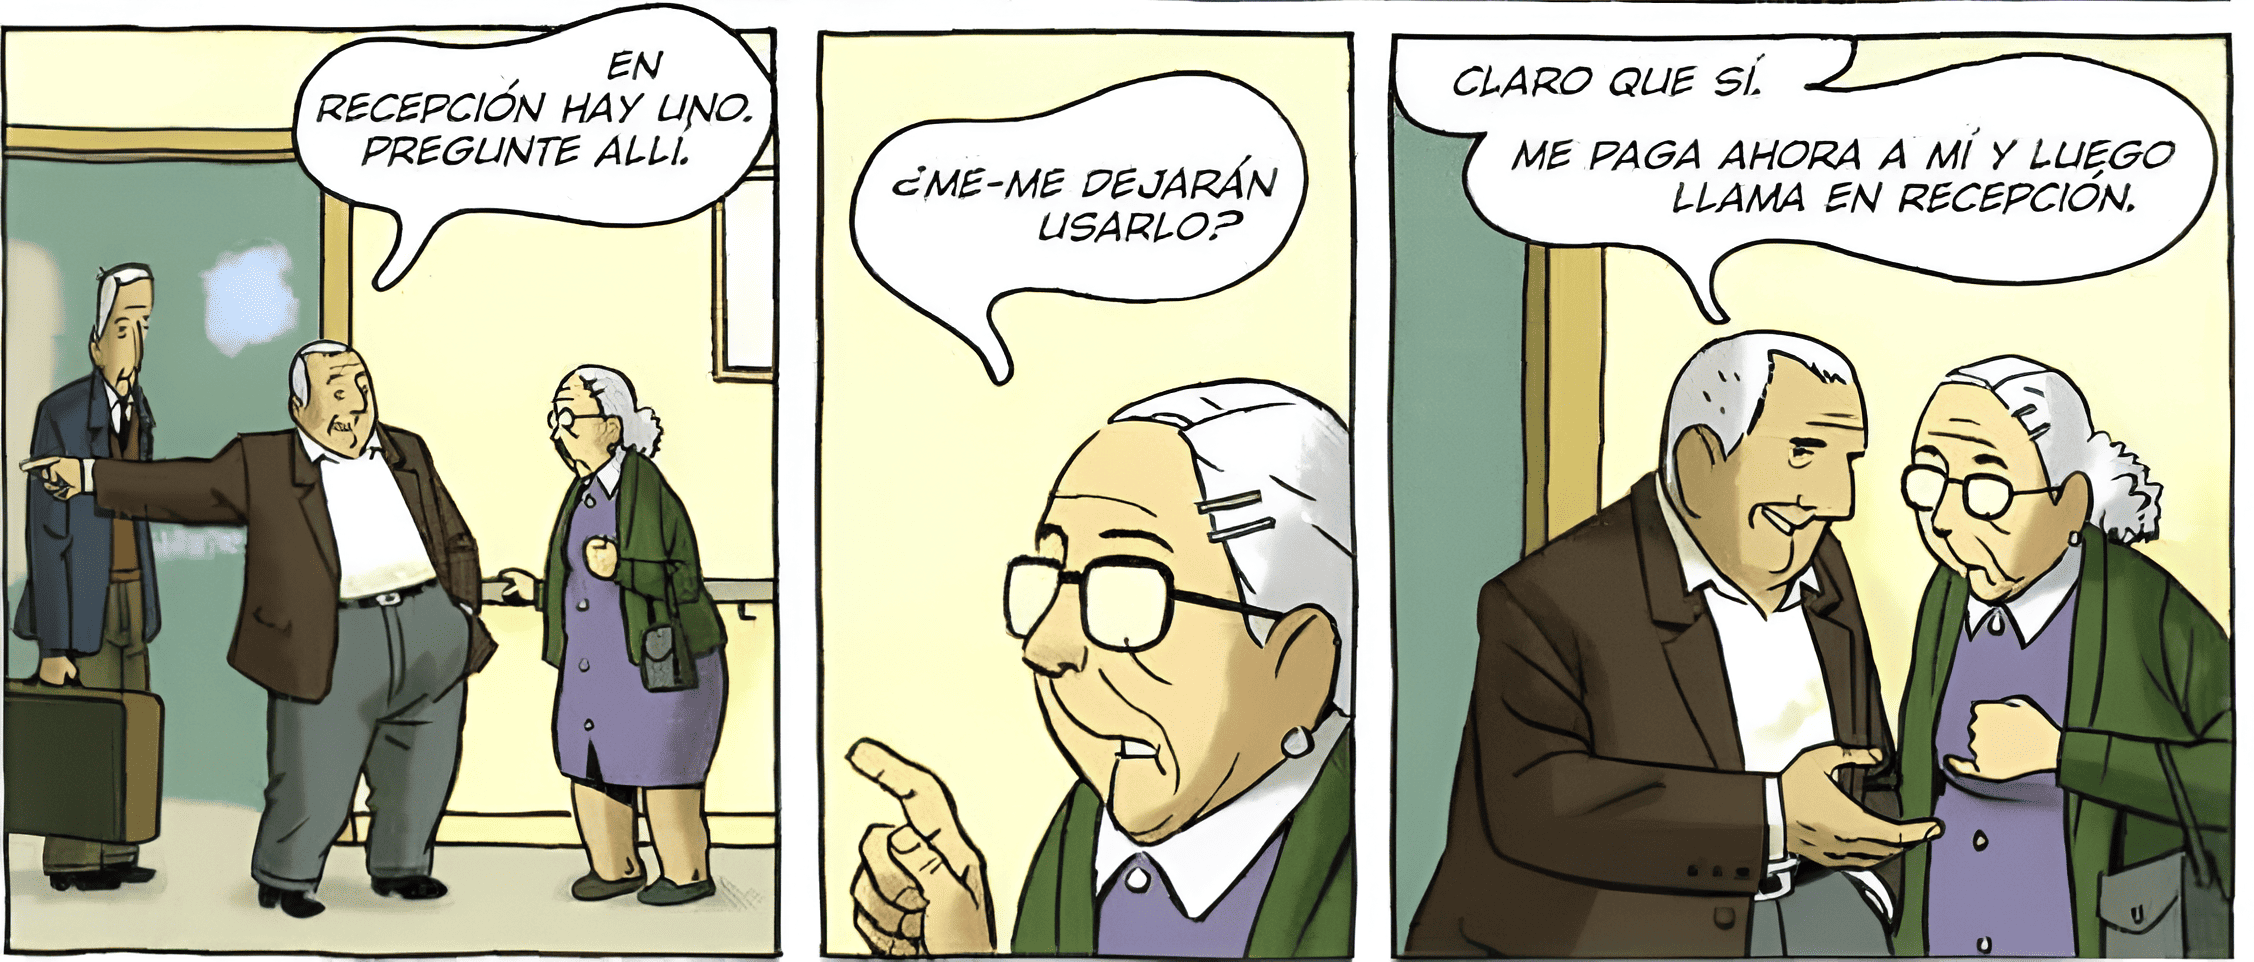 EN
RECEPCIÓN HAY UNO.
PREGUNTE ALLÍ.
¿ME-ME DEJARÁN
USARLO?
CLARO QUE SÍ.
ME PAGA AHORA A MÍ Y LUEGO
LLAMA EN RECEPCIÓN.